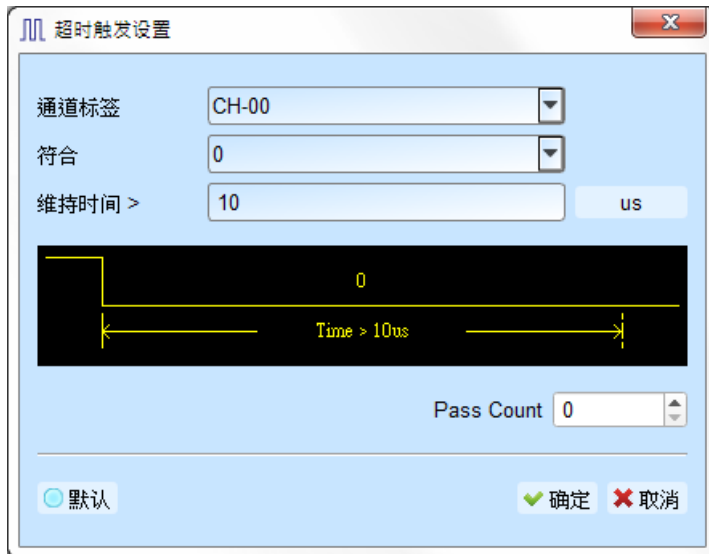 超时触发设置
通道标签 CH-00
符合 0
维持时间 > 10 us
0
Time > 10us
Pass Count 0
默认 确定 取消